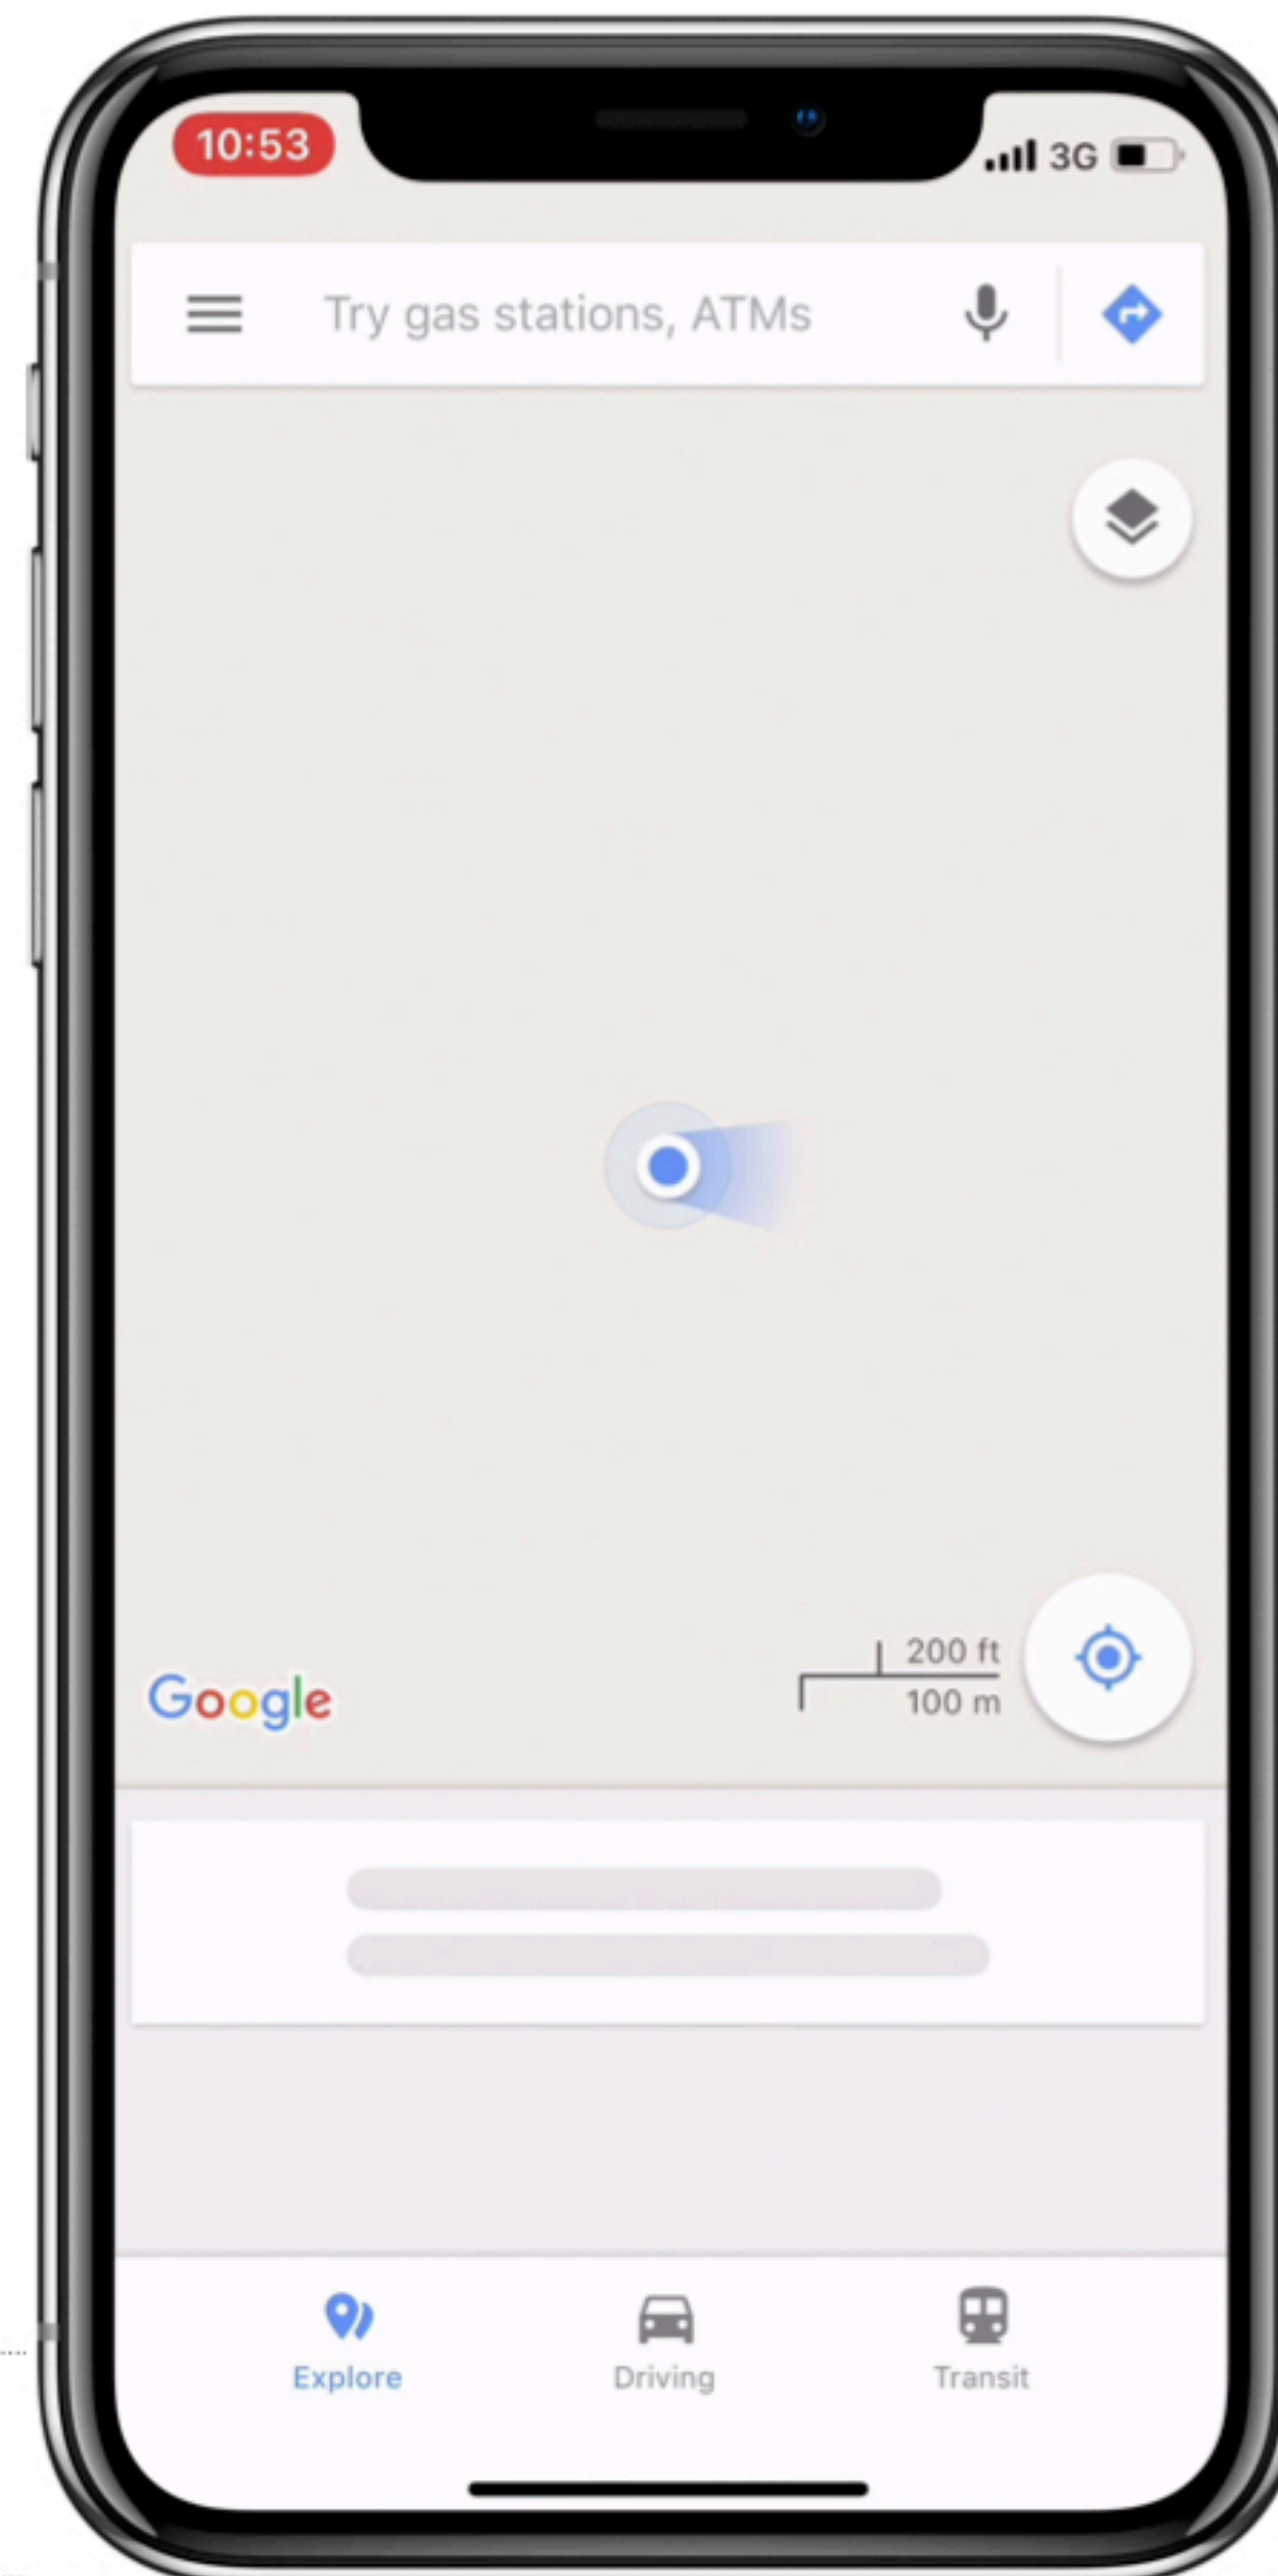 10:53
3G
Try gas stations, ATMs
200 ft
Google
100 m
Explore
Driving
Transit